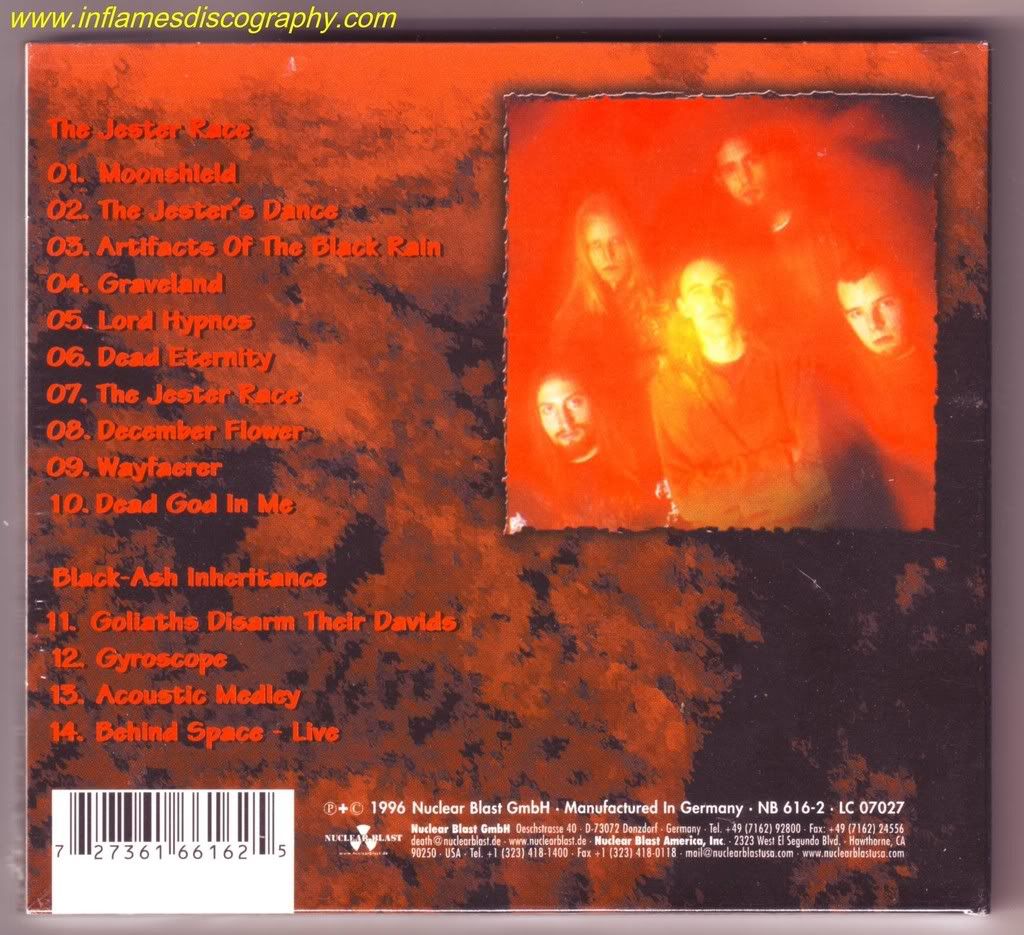 www.inflamesdiscography.com
The Jester Race
01. Moonshield
02. The Jester's Dance
03. Artifacts Of The Black Rain
04. Graveland
05. Lord Hypnos
06. Dead Eternity
07. The Jester Race
08. December Flower
09. Wayfaerer
10. Dead God In Me
Black-Ash Inheritance
11. Goliaths Disarm Their Davids
12. Gyroscope
13. Acoustic Medley
14. Behind Space - Live
7 27361 66162 5
NUCLEAR BLAST
www.nuclearblast.de
Ⓟ+© 1996 Nuclear Blast GmbH · Manufactured In Germany · NB 616-2 · LC 07027
Nuclear Blast GmbH Oeschstrasse 40 · D-73072 Donzdorf · Germany · Tel. +49 (7162) 92800 · Fax: +49 (7162) 24556
death@nuclearblast.de · www.nuclearblast.de · Nuclear Blast America, Inc. · 2323 West El Segundo Blvd. · Hawthorne, CA
90250 · USA · Tel. +1 (323) 418-1400 · Fax +1 (323) 418-0118 · mail@nuclearblastusa.com · www.nuclearblastusa.com